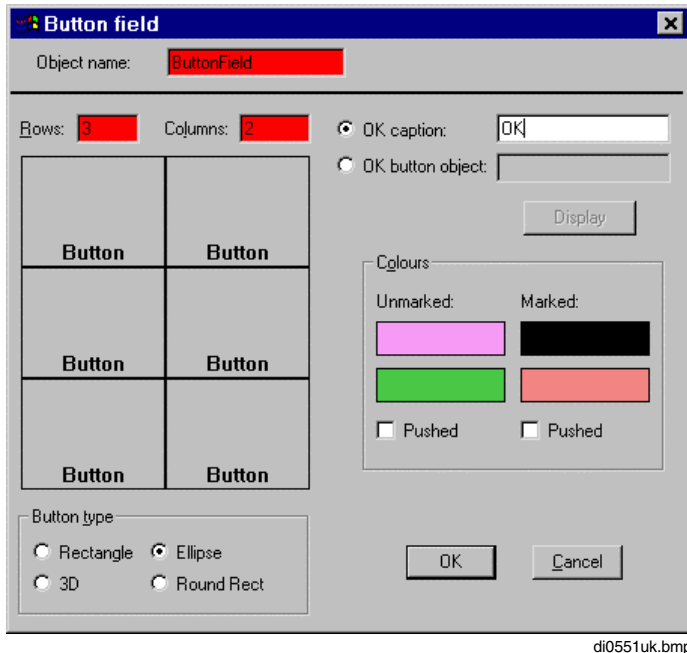 Button field
Object name: ButtonField
Rows: 3 Columns: 2
OK caption: OK
OK button object:
Display
Button Button
Button Button
Button Button
Colours
Unmarked: Marked:
Pushed Pushed
Button type
Rectangle Ellipse
3D Round Rect
OK Cancel
di0551uk.bmp